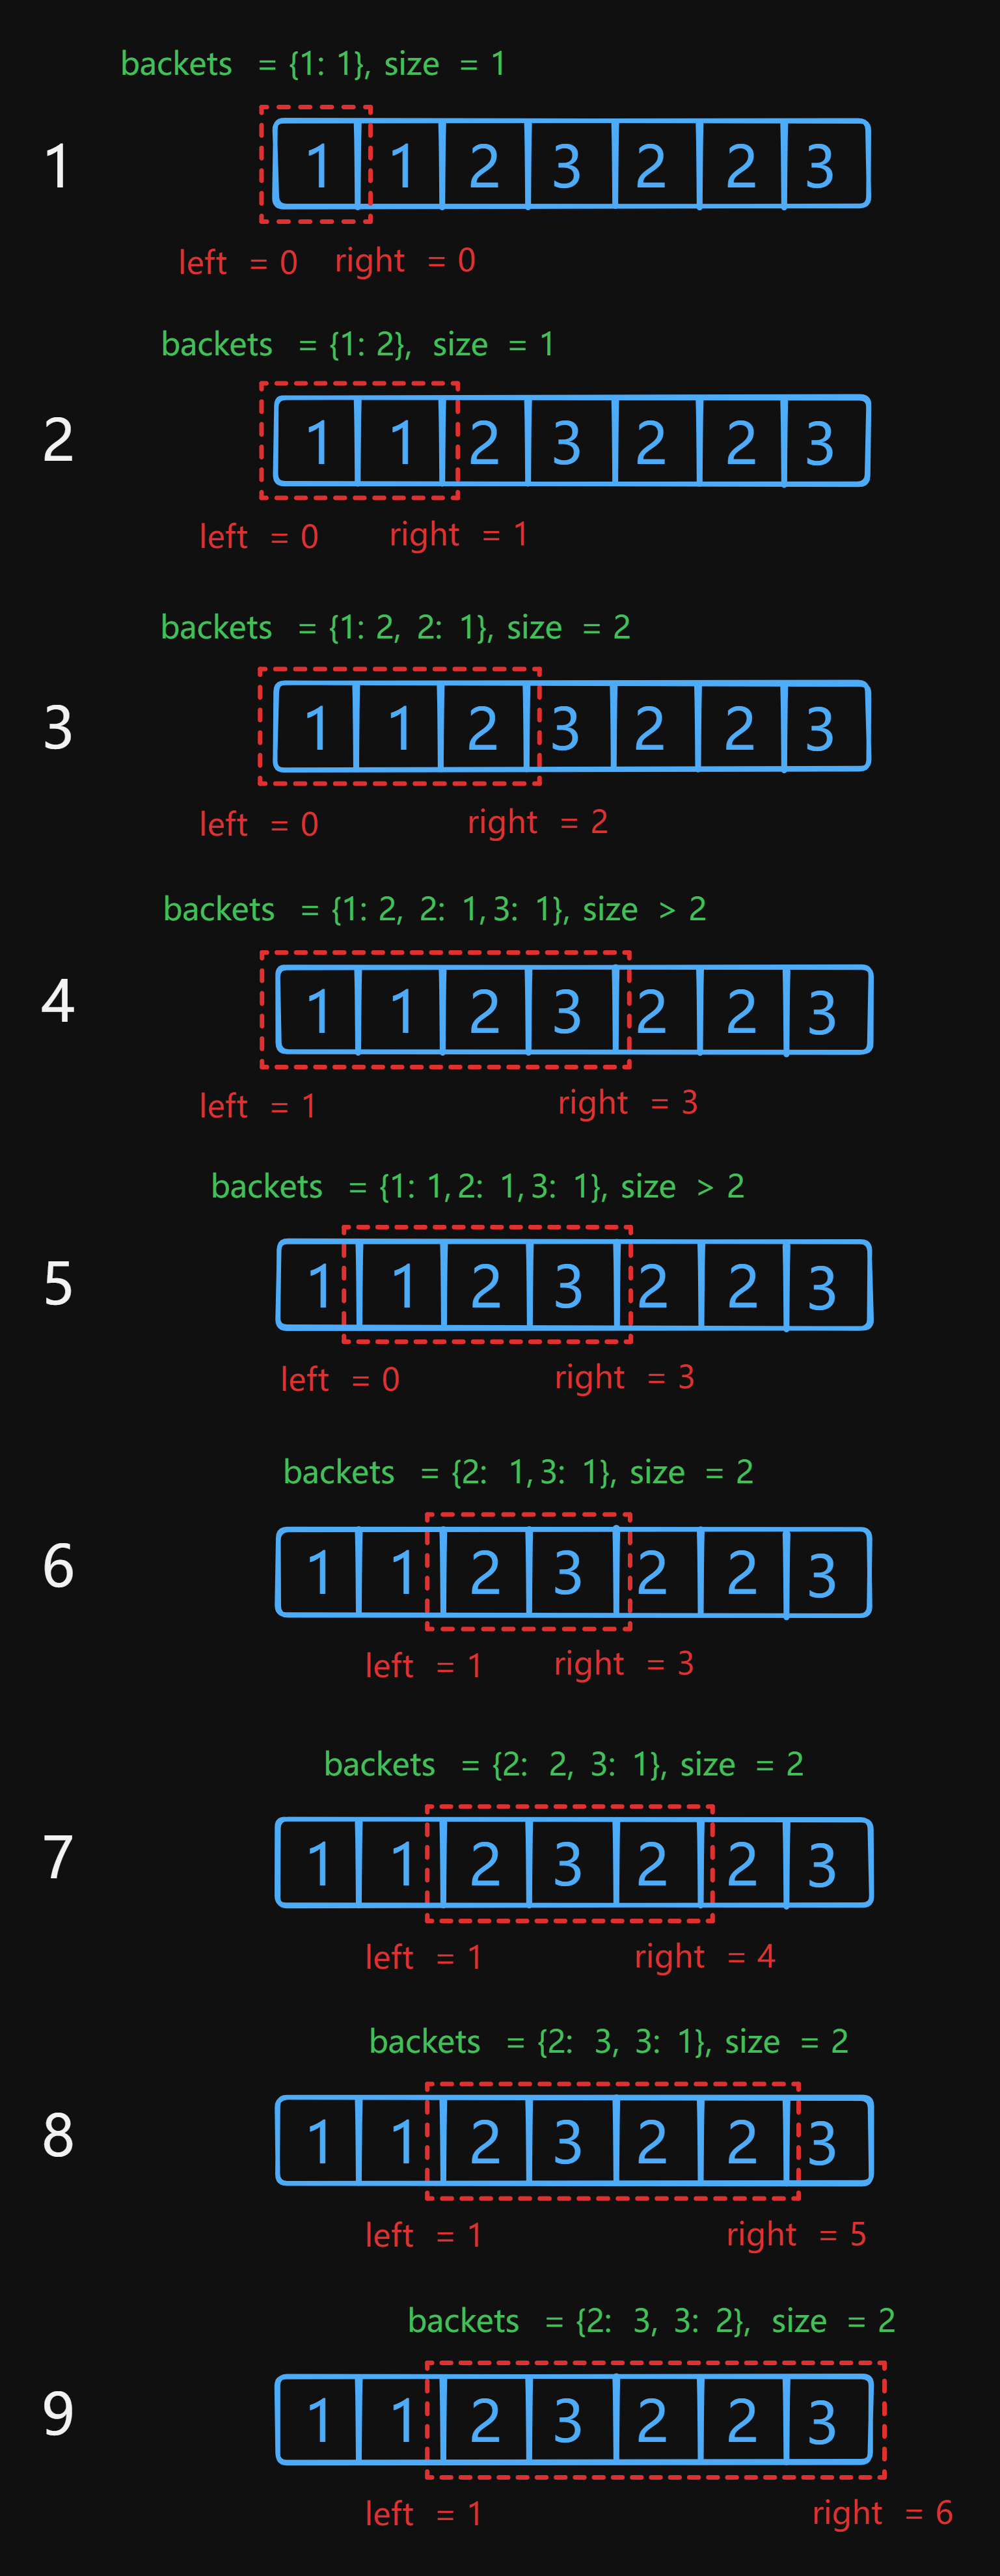 backets = {1: 1}, size = 1
1 1 1 2 3 2 2 3
left = 0 right = 0
backets = {1: 2}, size = 1
2 1 1 2 3 2 2 3
left = 0 right = 1
backets = {1: 2, 2: 1}, size = 2
3 1 1 2 3 2 2 3
left = 0 right = 2
backets = {1: 2, 2: 1, 3: 1}, size > 2
4 1 1 2 3 2 2 3
left = 1 right = 3
backets = {1: 1, 2: 1, 3: 1}, size > 2
5 1 1 2 3 2 2 3
left = 0 right = 3
backets = {2: 1, 3: 1}, size = 2
6 1 1 2 3 2 2 3
left = 1 right = 3
backets = {2: 2, 3: 1}, size = 2
7 1 1 2 3 2 2 3
left = 1 right = 4
backets = {2: 3, 3: 1}, size = 2
8 1 1 2 3 2 2 3
left = 1 right = 5
backets = {2: 3, 3: 2}, size = 2
9 1 1 2 3 2 2 3
left = 1 right = 6